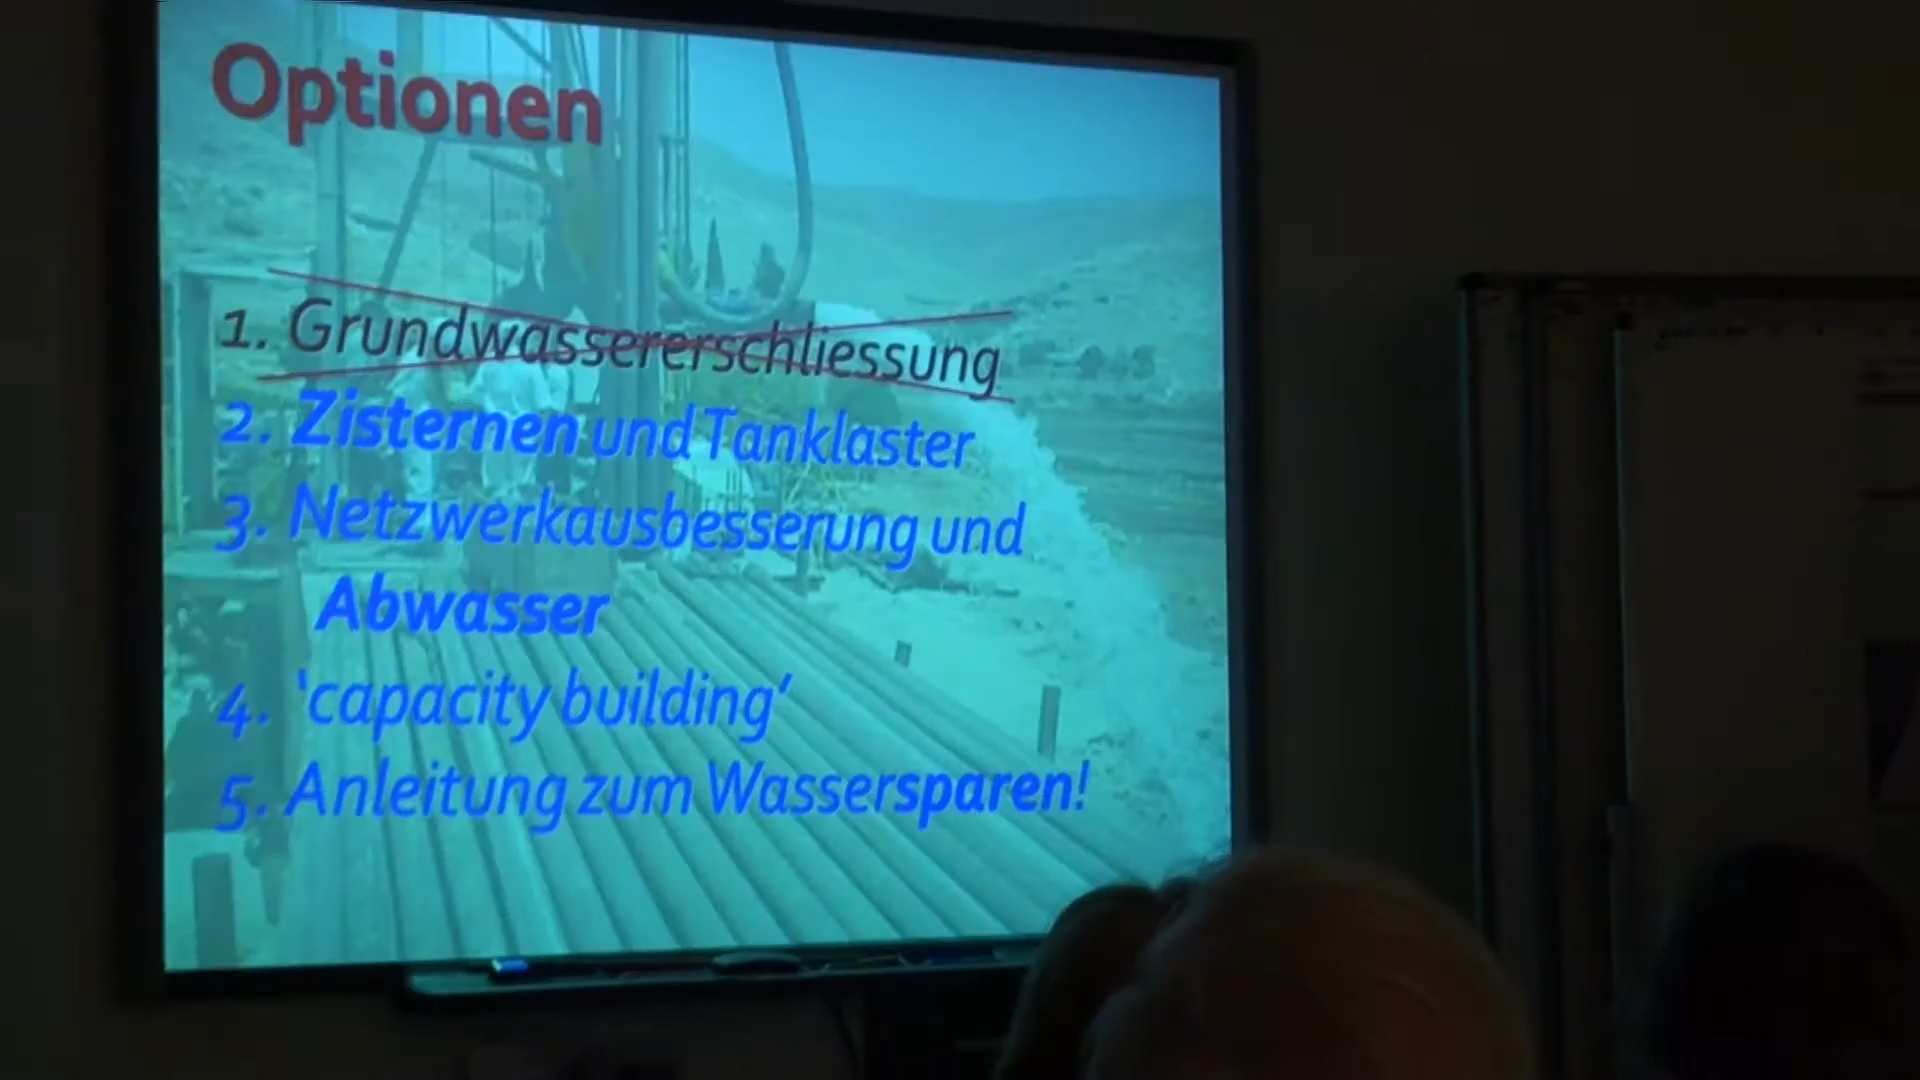 Optionen
1. Grundwassererschliessung
2. Zisternen und Tanklaster
3. Netzwerkausbesserung und
Abwasser
4. 'capacity building'
5. Anleitung zum Wassersparen!